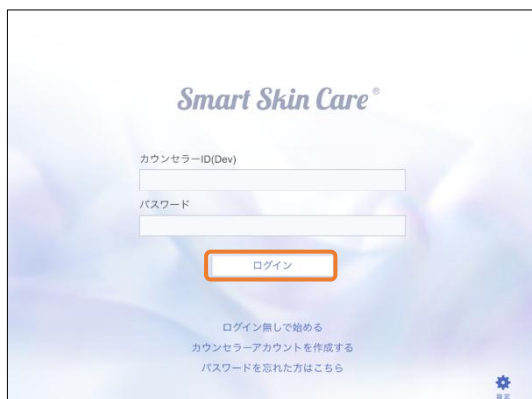 Smart Skin Care®
カウンセラーID(Dev)
パスワード
ログイン
ログイン無しで始める
カウンセラーアカウントを作成する
パスワードを忘れた方はこちら
設定